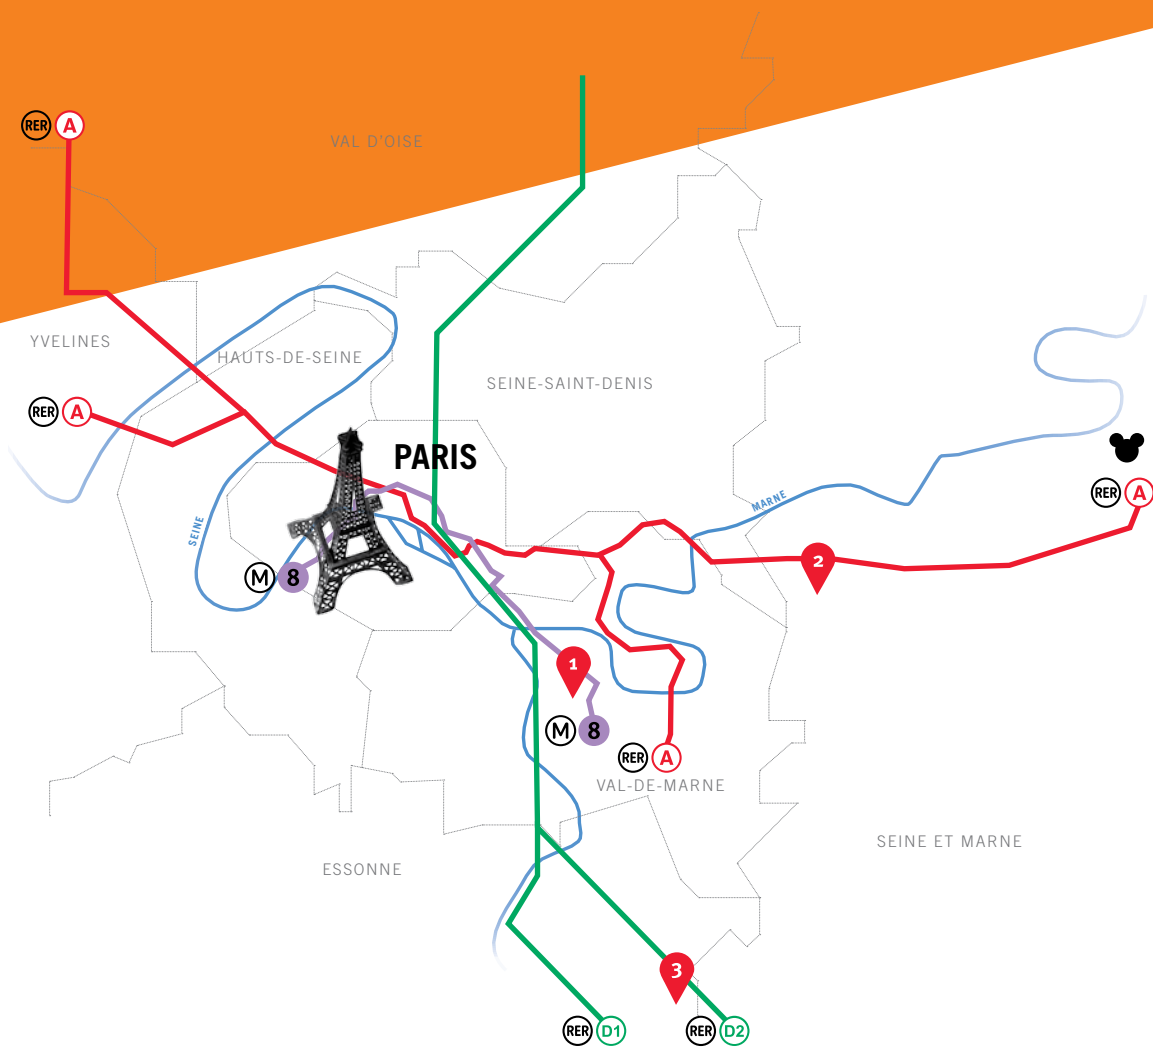 RER A
VAL D'OISE
YVELINES
HAUTS-DE-SEINE
SEINE-SAINT-DENIS
RER A
PARIS
RER A
MARNE
SEINE
2
M 8
1
M 8
RER A
VAL-DE-MARNE
SEINE ET MARNE
ESSONNE
3
RER D1
RER D2